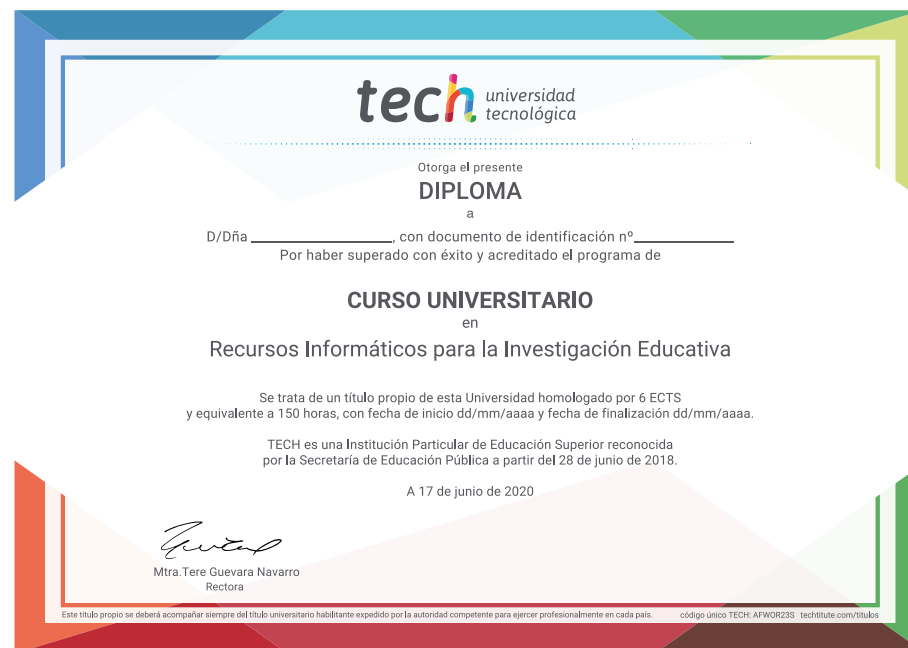 tech universidad
tecnológica
Otorga el presente
DIPLOMA
a
D/Dña ____________________, con documento de identificación nº______________
Por haber superado con éxito y acreditado el programa de
CURSO UNIVERSITARIO
en
Recursos Informáticos para la Investigación Educativa
Se trata de un título propio de esta Universidad homologado por 6 ECTS
y equivalente a 150 horas, con fecha de inicio dd/mm/aaaa y fecha de finalización dd/mm/aaaa.
TECH es una Institución Particular de Educación Superior reconocida
por la Secretaría de Educación Pública a partir del 28 de junio de 2018.
A 17 de junio de 2020
Mtra.Tere Guevara Navarro
Rectora
Este título propio se deberá acompañar siempre del título universitario habilitante expedido por la autoridad competente para ejercer profesionalmente en cada país. código único TECH: AFWOR23S techtitute.com/titulos